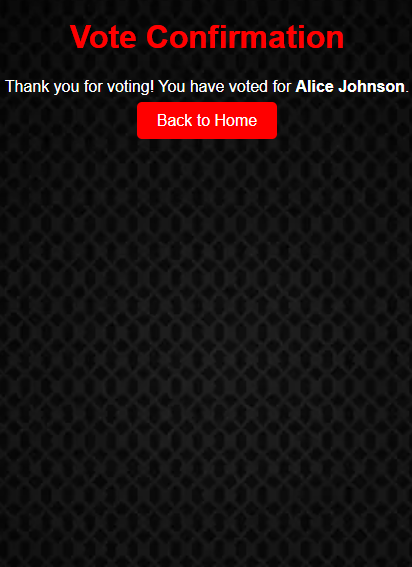 Vote Confirmation
Thank you for voting! You have voted for Alice Johnson.
Back to Home